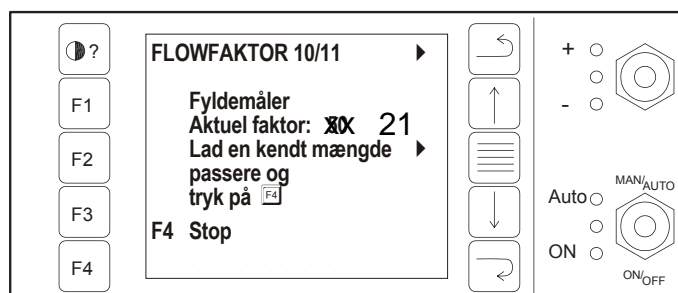 ?
F1
F2
F3
F4
FLOWFAKTOR 10/11
Fyldemåler
Aktuel faktor: 21
Lad en kendt mængde
passere og
tryk på F4
F4 Stop
+
-
MAN/AUTO
Auto
ON
ON/OFF